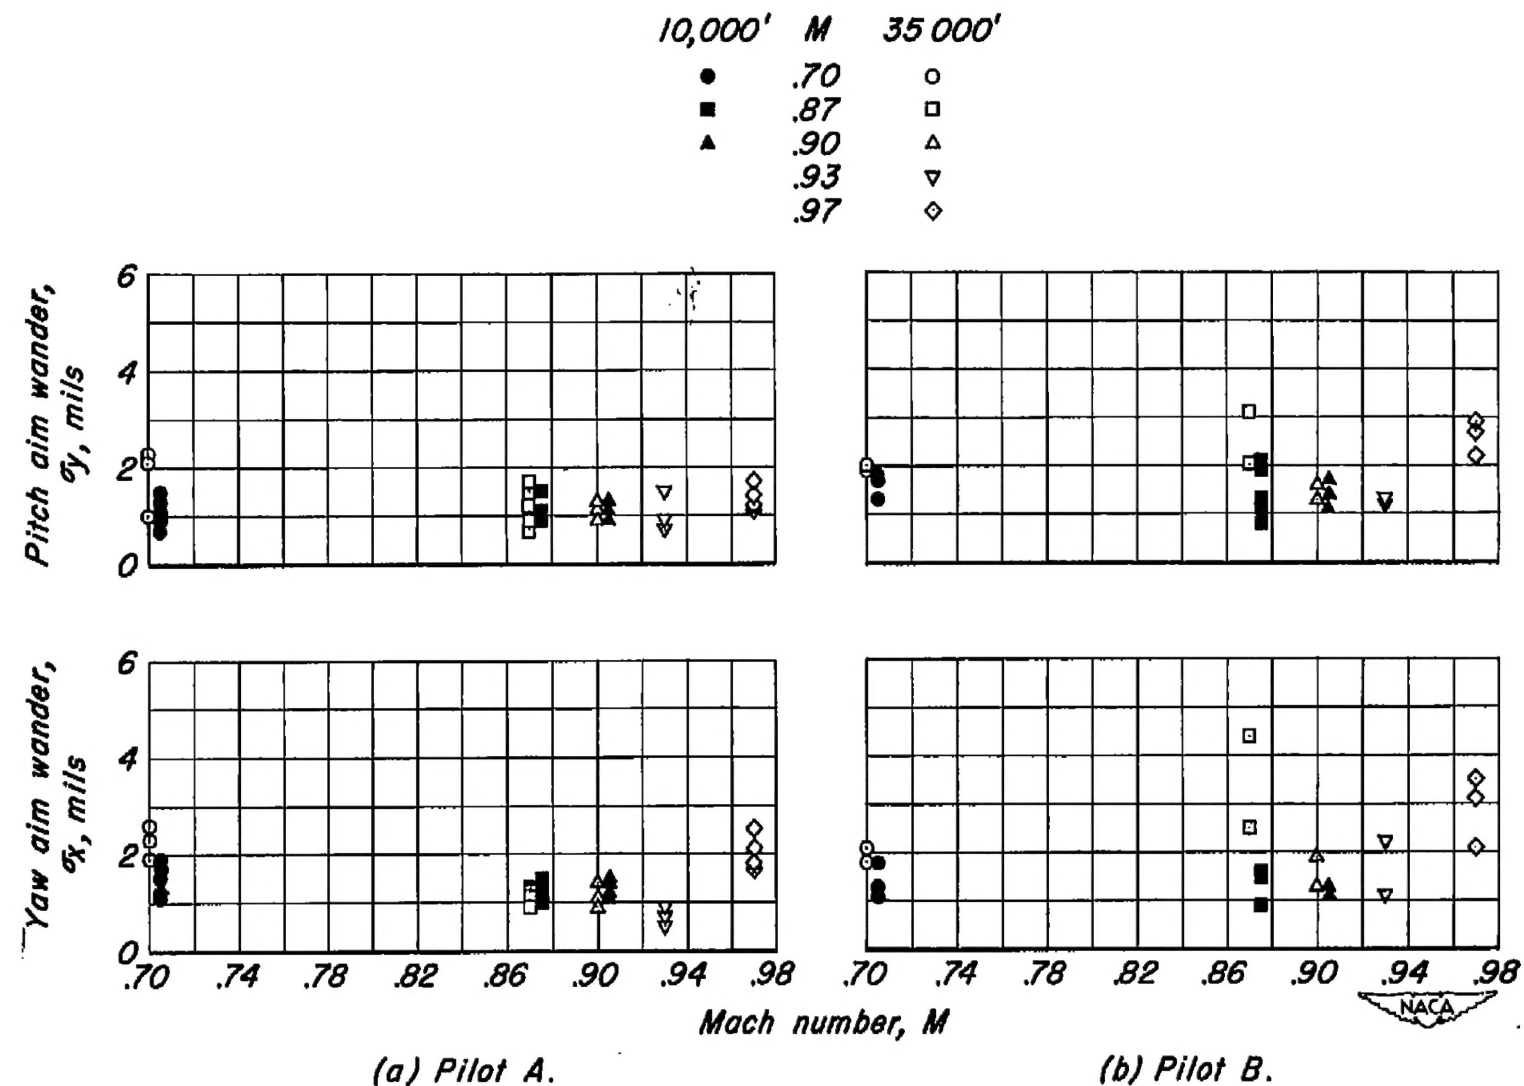 10,000' M 35 000'
.70
.87
.90
.93
.97
Pitch aim wander,
σy, mils
6
4
2
0
Yaw aim wander,
σx, mils
6
4
2
0
.70 .74 .78 .82 .86 .90 .94 .98
.70 .74 .78 .82 .86 .90 .94 .98
Mach number, M
NACA
(a) Pilot A.
(b) Pilot B.